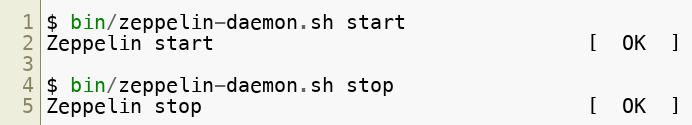 1 $ bin/zeppelin-daemon.sh start
2 Zeppelin start                                [  OK  ]
3
4 $ bin/zeppelin-daemon.sh stop
5 Zeppelin stop                                 [  OK  ]